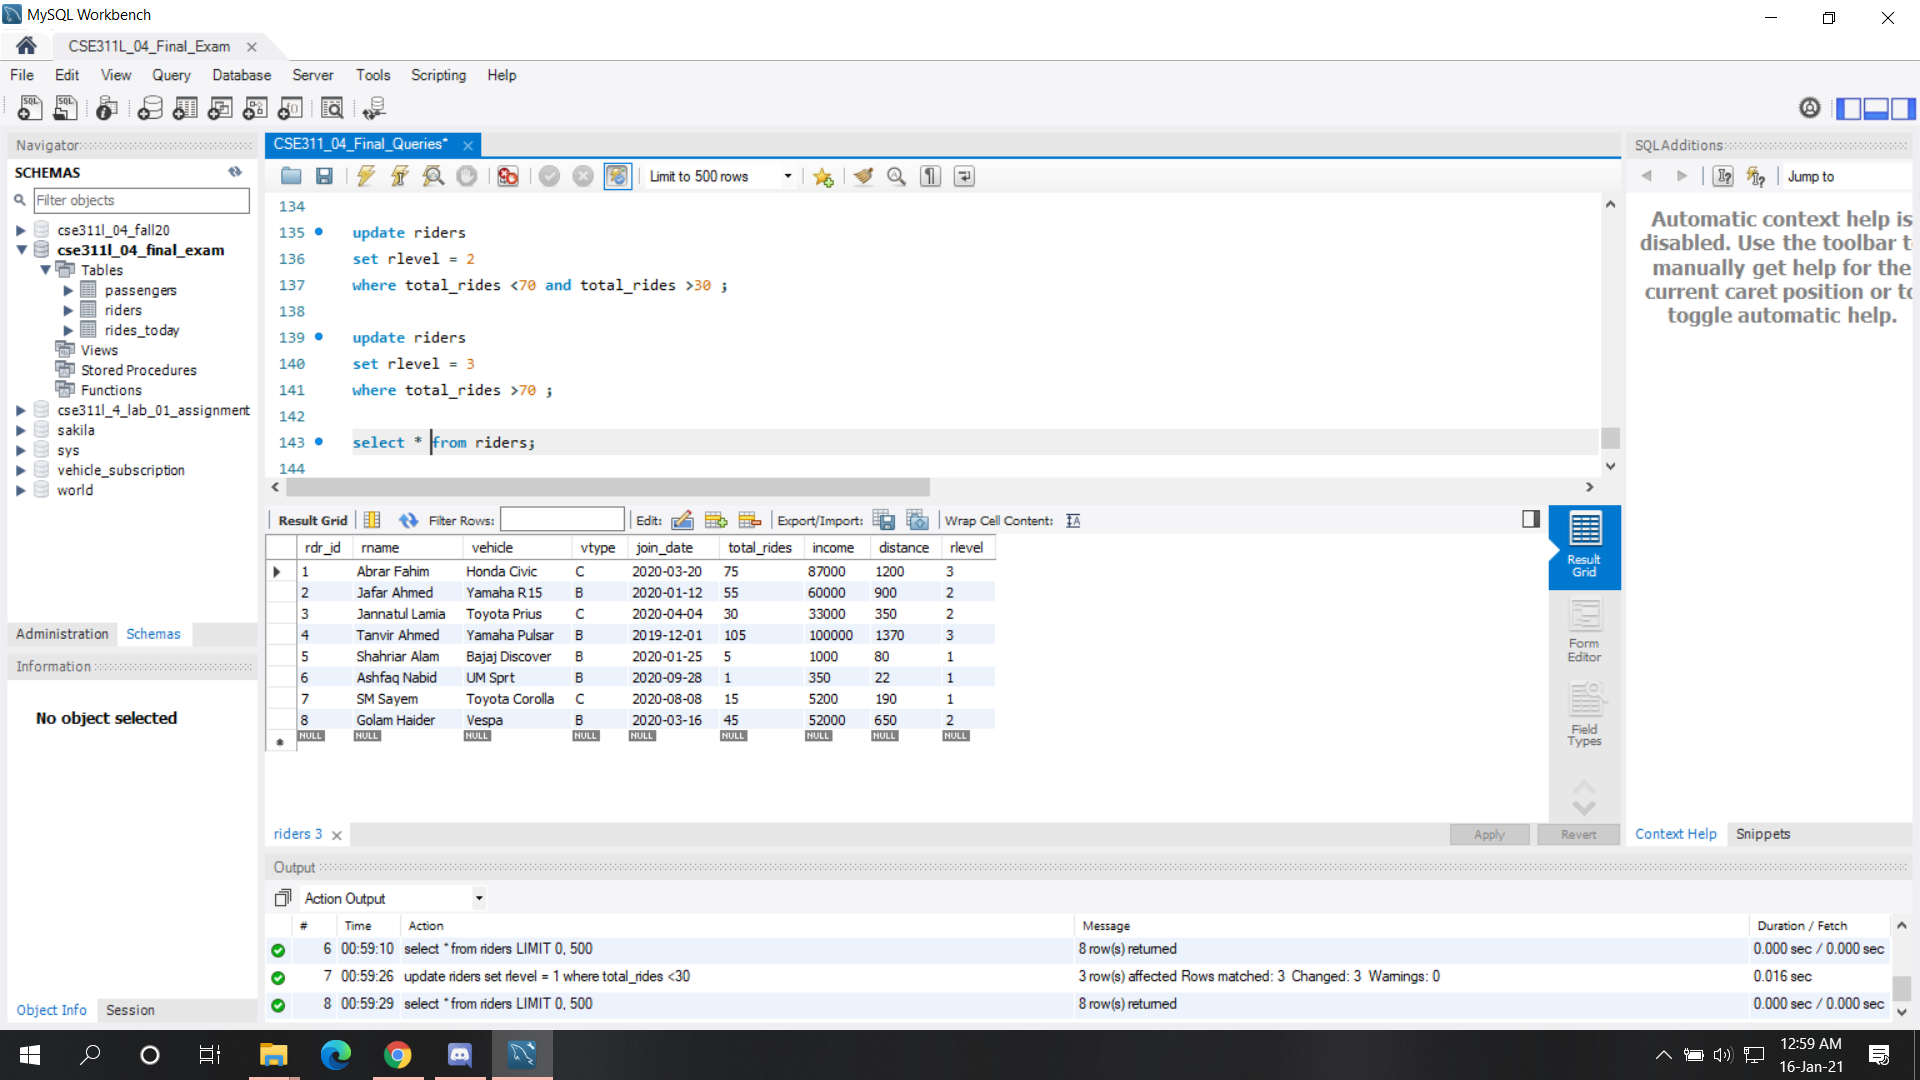 MySQL Workbench
CSE311L_04_Final_Exam
File Edit View Query Database Server Tools Scripting Help
Navigator
SCHEMAS
Filter objects
cse311l_04_fall20
cse311l_04_final_exam
Tables
passengers
riders
rides_today
Views
Stored Procedures
Functions
cse311l_4_lab_01_assignment
sakila
sys
vehicle_subscription
world
Administration Schemas
Information
No object selected
Object Info Session
CSE311_04_Final_Queries*
Limit to 500 rows
134
135 update riders
136 set rlevel = 2
137 where total_rides <70 and total_rides >30 ;
138
139 update riders
140 set rlevel = 3
141 where total_rides >70 ;
142
143 select * from riders;
144
Result Grid Filter Rows: Edit: Export/Import: Wrap Cell Content:
rdr_id rname vehicle vtype join_date total_rides income distance rlevel
1 Abrar Fahim Honda Civic C 2020-03-20 75 87000 1200 3
2 Jafar Ahmed Yamaha R15 B 2020-01-12 55 60000 900 2
3 Jannatul Lamia Toyota Prius C 2020-04-04 30 33000 350 2
4 Tanvir Ahmed Yamaha Pulsar B 2019-12-01 105 100000 1370 3
5 Shahriar Alam Bajaj Discover B 2020-01-25 5 1000 80 1
6 Ashfaq Nabid UM Sprt B 2020-09-28 1 350 22 1
7 SM Sayem Toyota Corolla C 2020-08-08 15 5200 190 1
8 Golam Haider Vespa B 2020-03-16 45 52000 650 2
NULL NULL NULL NULL NULL NULL NULL NULL NULL
Result
Grid
Form
Editor
Field
Types
riders 3
Apply Revert
SQLAdditions
Jump to
Automatic context help is
disabled. Use the toolbar t
manually get help for the
current caret position or to
toggle automatic help.
Context Help Snippets
Output
Action Output
# Time Action Message Duration / Fetch
6 00:59:10 select * from riders LIMIT 0, 500 8 row(s) returned 0.000 sec / 0.000 sec
7 00:59:26 update riders set rlevel = 1 where total_rides <30 3 row(s) affected Rows matched: 3 Changed: 3 Warnings: 0 0.016 sec
8 00:59:29 select * from riders LIMIT 0, 500 8 row(s) returned 0.000 sec / 0.000 sec
12:59 AM
16-Jan-21